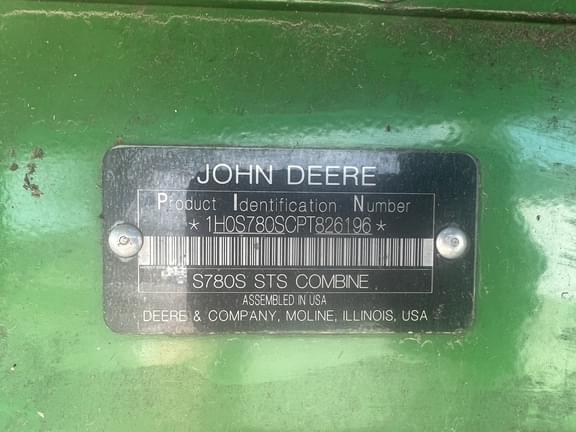 JOHN DEERE
Product Identification Number
*1H0S780SCPT826196*
S780S STS COMBINE
ASSEMBLED IN USA
DEERE & COMPANY, MOLINE, ILLINOIS, USA